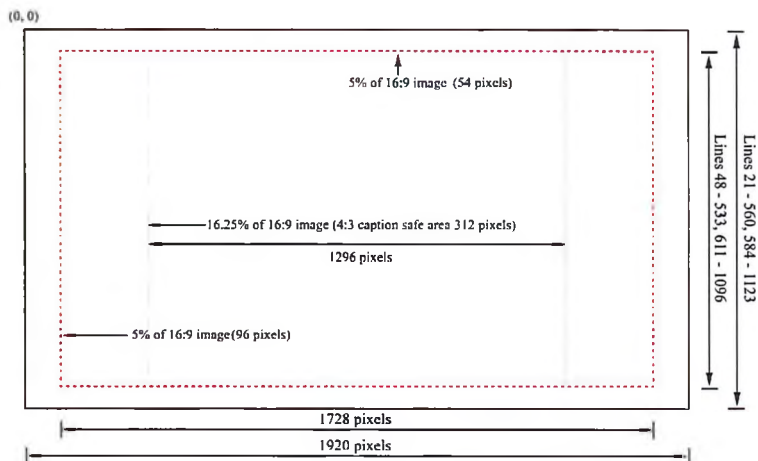 (0, 0)
5% of 16:9 image (54 pixels)
16.25% of 16:9 image (4:3 caption safe area 312 pixels)
1296 pixels
5% of 16:9 image(96 pixels)
1728 pixels
1920 pixels
Lines 48 - 533, 611 - 1096
Lines 21 - 560, 584 - 1123